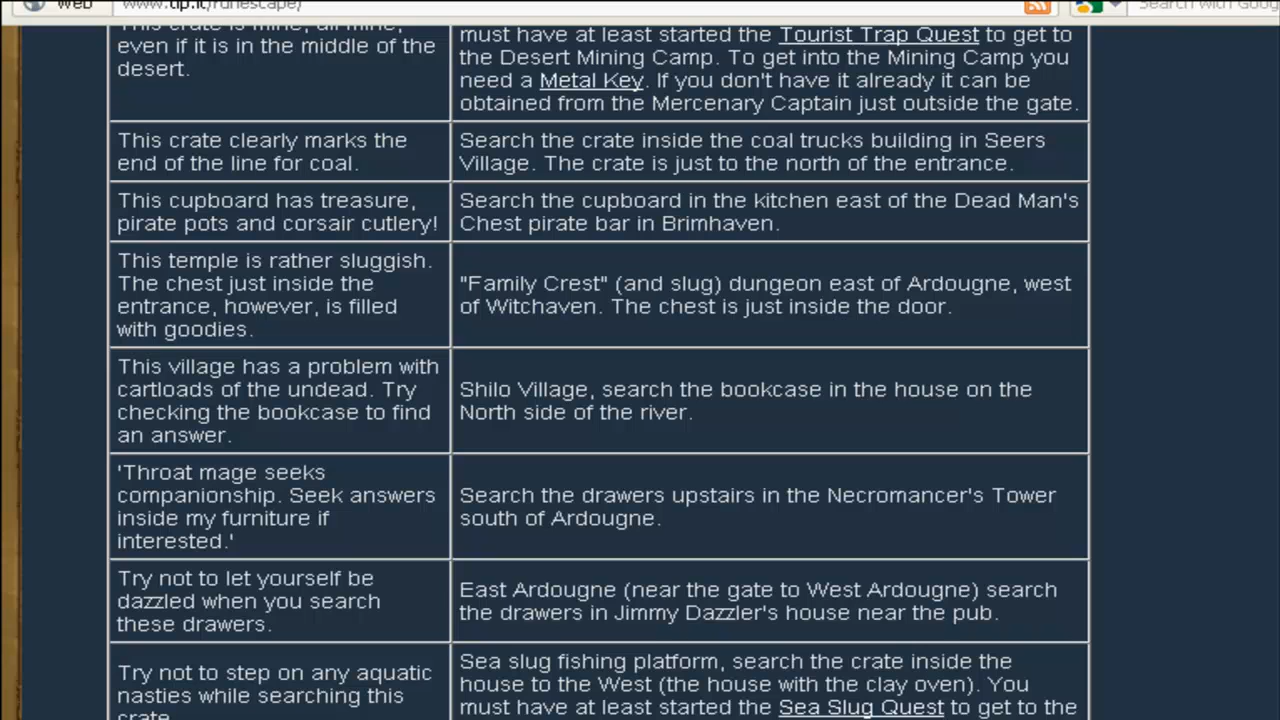 Web
www.tip.it/runescape/
Search with Goog
This crate is mine, all mine,
even if it is in the middle of the
desert.
must have at least started the Tourist Trap Quest to get to
the Desert Mining Camp. To get into the Mining Camp you
need a Metal Key. If you don't have it already it can be
obtained from the Mercenary Captain just outside the gate.
This crate clearly marks the
end of the line for coal.
Search the crate inside the coal trucks building in Seers
Village. The crate is just to the north of the entrance.
This cupboard has treasure,
pirate pots and corsair cutlery!
Search the cupboard in the kitchen east of the Dead Man's
Chest pirate bar in Brimhaven.
This temple is rather sluggish.
The chest just inside the
entrance, however, is filled
with goodies.
"Family Crest" (and slug) dungeon east of Ardougne, west
of Witchaven. The chest is just inside the door.
This village has a problem with
cartloads of the undead. Try
checking the bookcase to find
an answer.
Shilo Village, search the bookcase in the house on the
North side of the river.
'Throat mage seeks
companionship. Seek answers
inside my furniture if
interested.'
Search the drawers upstairs in the Necromancer's Tower
south of Ardougne.
Try not to let yourself be
dazzled when you search
these drawers.
East Ardougne (near the gate to West Ardougne) search
the drawers in Jimmy Dazzler's house near the pub.
Try not to step on any aquatic
nasties while searching this
crate.
Sea slug fishing platform, search the crate inside the
house to the West (the house with the clay oven). You
must have at least started the Sea Slug Quest to get to the